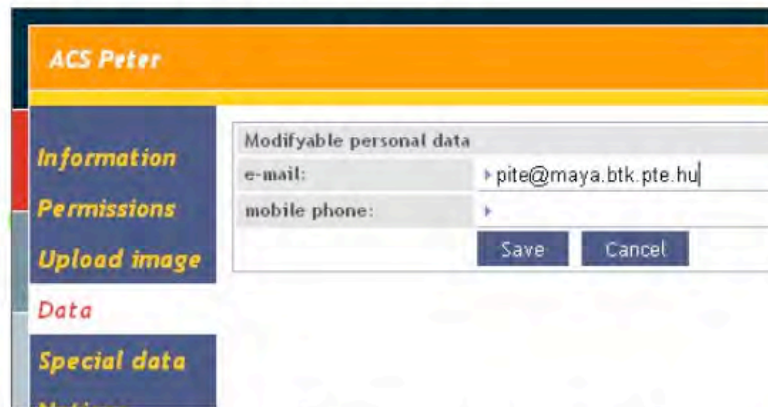 ACS Peter
Information
Permissions
Upload image
Data
Special data
Modifyable personal data
e-mail: pite@maya.btk.pte.hu
mobile phone:
Save Cancel